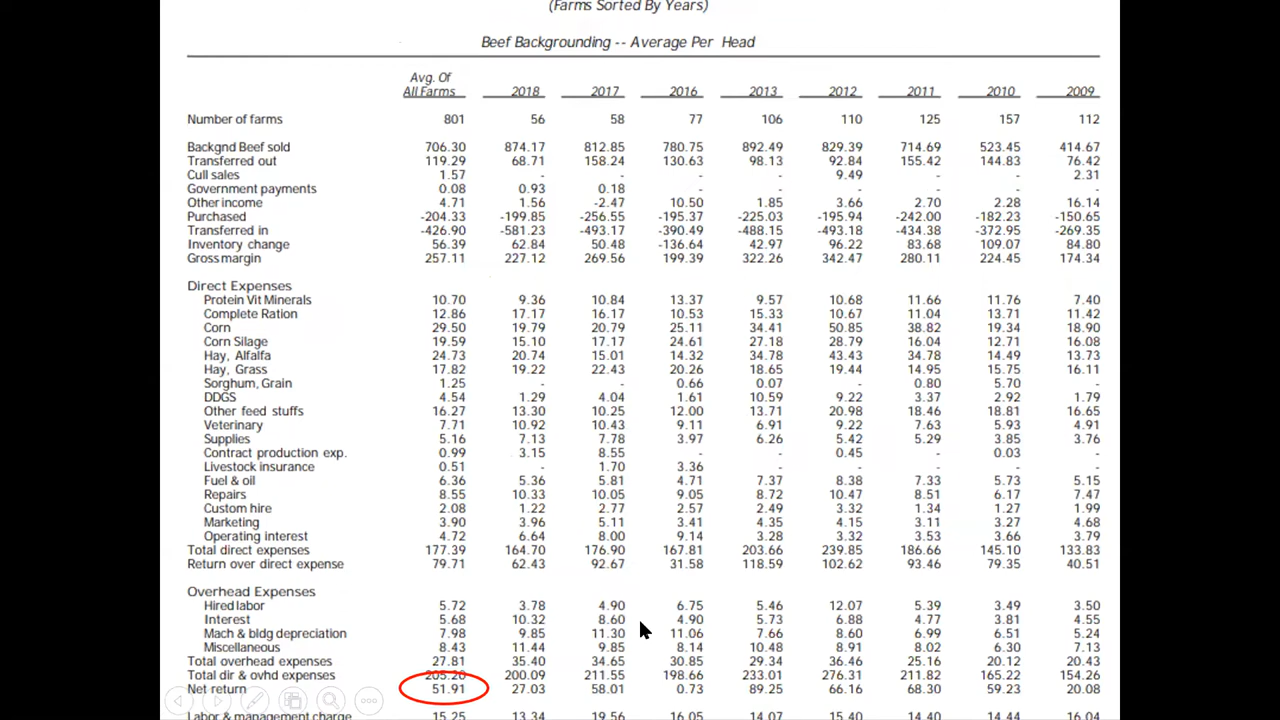 (Farms Sorted By Years)
Beef Backgrounding -- Average Per Head
Avg. Of
All Farms 2018 2017 2016 2013 2012 2011 2010 2009
Number of farms 801 56 58 77 106 110 125 157 112
Backgnd Beef sold 706.30 874.17 812.85 780.75 892.49 829.39 714.69 523.45 414.67
Transferred out 119.29 68.71 158.24 130.63 98.13 92.84 155.42 144.83 76.42
Cull sales 1.57 - - - - 9.49 - - 2.31
Government payments 0.08 0.93 0.18 - - - - - -
Other income 4.71 1.56 -2.47 10.50 1.85 3.66 2.70 2.28 16.14
Purchased -204.33 -199.85 -256.55 -195.37 -225.03 -195.94 -242.00 -182.23 -150.65
Transferred in -426.90 -581.23 -493.17 -390.49 -488.15 -493.18 -434.38 -372.95 -269.35
Inventory change 56.39 62.84 50.48 -136.64 42.97 96.22 83.68 109.07 84.80
Gross margin 257.11 227.12 269.56 199.39 322.26 342.47 280.11 224.45 174.34
Direct Expenses
Protein Vit Minerals 10.70 9.36 10.84 13.37 9.57 10.68 11.66 11.76 7.40
Complete Ration 12.86 17.17 16.17 10.53 15.33 10.67 11.04 13.71 11.42
Corn 29.50 19.79 20.79 25.11 34.41 50.85 38.82 19.34 18.90
Corn Silage 19.59 15.10 17.17 24.61 27.18 28.79 16.04 12.71 16.08
Hay, Alfalfa 24.73 20.74 15.01 14.32 34.78 43.43 34.78 14.49 13.73
Hay, Grass 17.82 19.22 22.43 20.26 18.65 19.44 14.95 15.75 16.11
Sorghum, Grain 1.25 - - 0.66 0.07 - 0.80 5.70 -
DDGS 4.54 1.29 4.04 1.61 10.59 9.22 3.37 2.92 1.79
Other feed stuffs 16.27 13.30 10.25 12.00 13.71 20.98 18.46 18.81 16.65
Veterinary 7.71 10.92 10.43 9.11 6.91 9.22 7.63 5.93 4.91
Supplies 5.16 7.13 7.78 3.97 6.26 5.42 5.29 3.85 3.76
Contract production exp. 0.99 3.15 8.55 - - 0.45 - 0.03 -
Livestock insurance 0.51 - 1.70 3.36 - - - - -
Fuel & oil 6.36 5.36 5.81 4.71 7.37 8.38 7.33 5.73 5.15
Repairs 8.55 10.33 10.05 9.05 8.72 10.47 8.51 6.17 7.47
Custom hire 2.08 1.22 2.77 2.57 2.49 3.32 1.34 1.27 1.99
Marketing 3.90 3.96 5.11 3.41 4.35 4.15 3.11 3.27 4.68
Operating interest 4.72 6.64 8.00 9.14 3.28 3.32 3.53 3.66 3.79
Total direct expenses 177.39 164.70 176.90 167.81 203.66 239.85 186.66 145.10 133.83
Return over direct expense 79.71 62.43 92.67 31.58 118.59 102.62 93.46 79.35 40.51
Overhead Expenses
Hired labor 5.72 3.78 4.90 6.75 5.46 12.07 5.39 3.49 3.50
Interest 5.68 10.32 8.60 4.90 5.73 6.88 4.77 3.81 4.55
Mach & bldg depreciation 7.98 9.85 11.30 11.06 7.66 8.60 6.99 6.51 5.24
Miscellaneous 8.43 11.44 9.85 8.14 10.48 8.91 8.02 6.30 7.13
Total overhead expenses 27.81 35.40 34.65 30.85 29.34 36.46 25.16 20.12 20.43
Total dir & ovhd expenses 205.20 200.09 211.55 198.66 233.01 276.31 211.82 165.22 154.26
Net return 51.91 27.03 58.01 0.73 89.25 66.16 68.30 59.23 20.08
Labor & management charge 15.25 13.34 19.56 16.05 14.07 15.40 14.40 14.44 16.04